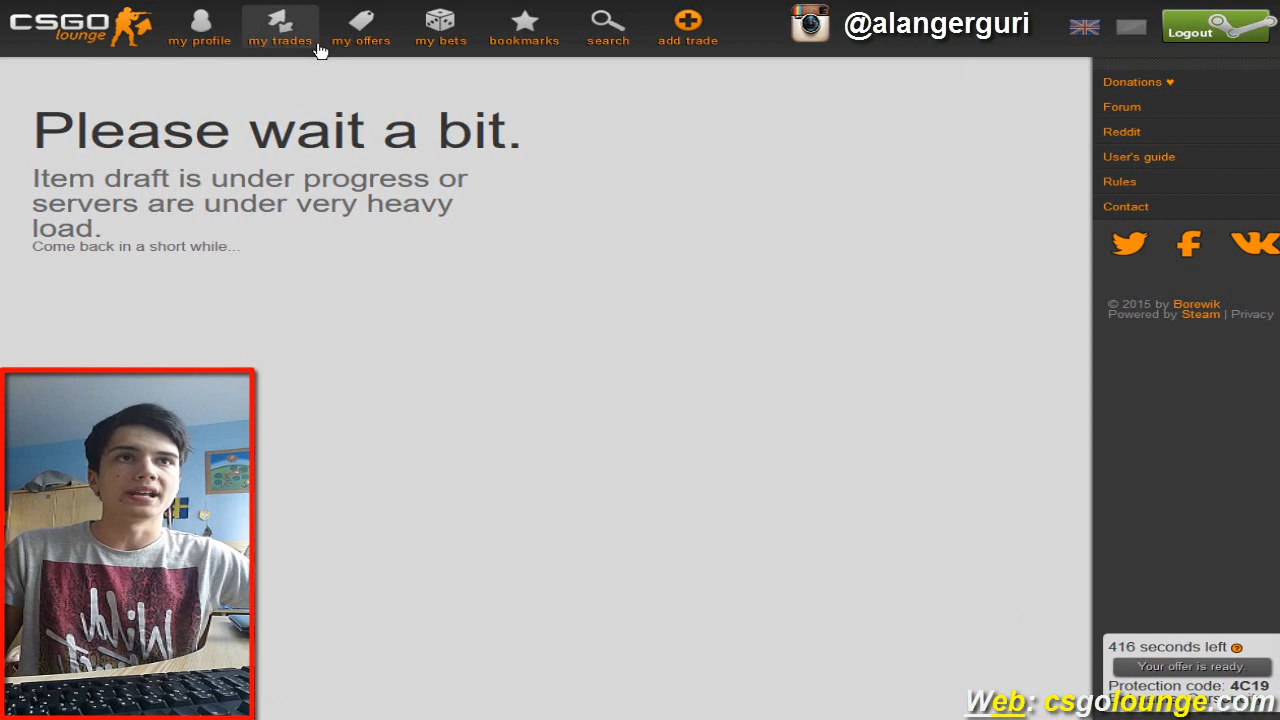 CSGO
lounge
my profile
my trades
my offers
my bets
bookmarks
search
add trade
@alangerguri
Logout
Please wait a bit.
Item draft is under progress or
servers are under very heavy
load.
Come back in a short while...
Donations ♥
Forum
Reddit
User's guide
Rules
Contact
© 2015 by Borewik
Powered by Steam | Privacy
416 seconds left
Your offer is ready.
Protection code: 4C19
Web: csgolounge.com